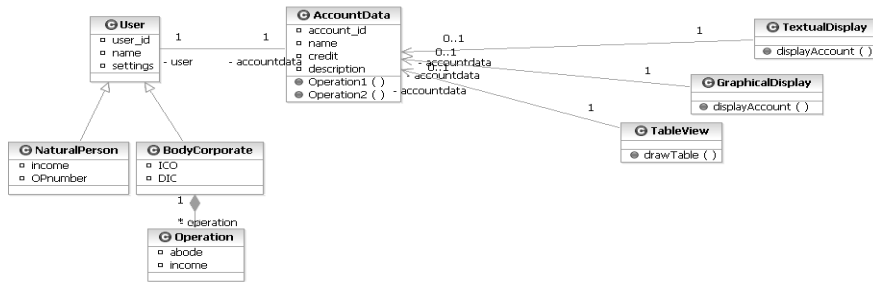 User
user_id
name
settings
1
1
- user
- accountdata
AccountData
account_id
name
credit
description
Operation1 ( )
Operation2 ( )
0..1
0..1
0..1
- accountdata
- accountdata
- accountdata
1
1
1
TextualDisplay
displayAccount ( )
GraphicalDisplay
displayAccount ( )
TableView
drawTable ( )
NaturalPerson
income
OPnumber
BodyCorporate
ICO
DIC
1
*
- operation
Operation
abode
income